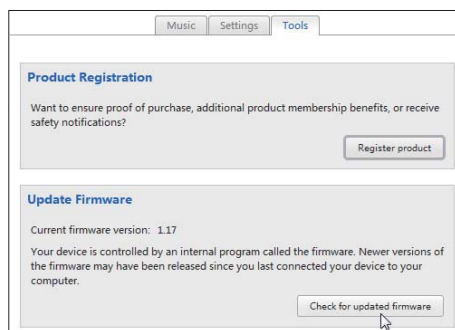 Music Settings Tools
Product Registration
Want to ensure proof of purchase, additional product membership benefits, or receive
safety notifications?
Register product
Update Firmware
Current firmware version: 1.17
Your device is controlled by an internal program called the firmware. Newer versions of
the firmware may have been released since you last connected your device to your
computer.
Check for updated firmware